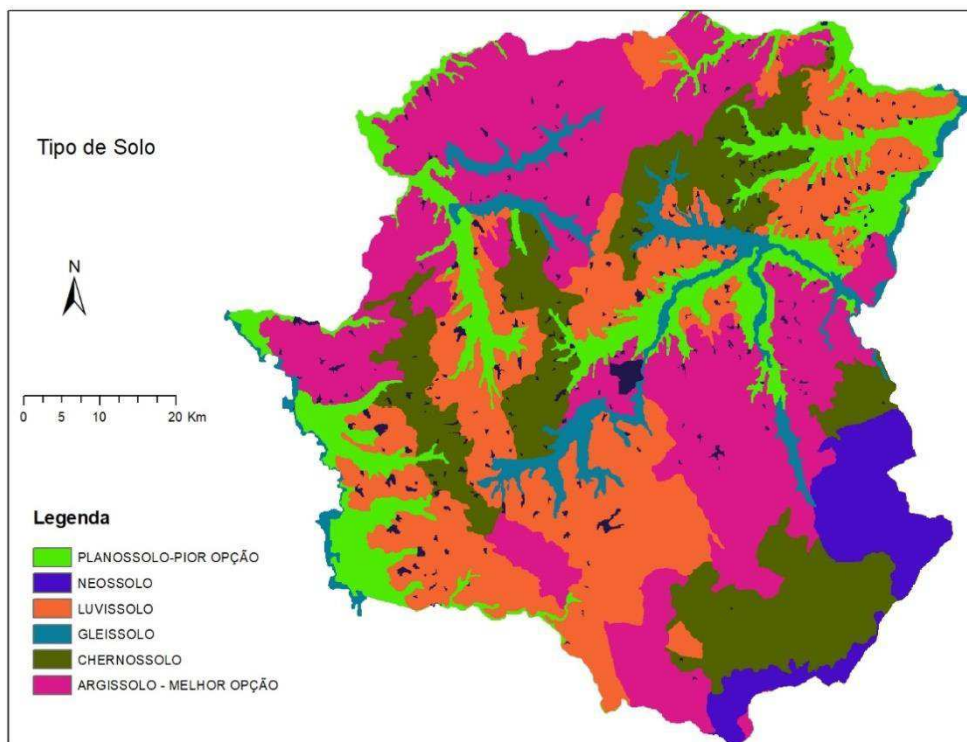 Tipo de Solo
N
0 5 10 20 Km
Legenda
PLANOSSOLO-PIOR OPÇÃO
NEOSSOLO
LUVISSOLO
GLEISSOLO
CHERNOSSOLO
ARGISSOLO - MELHOR OPÇÃO